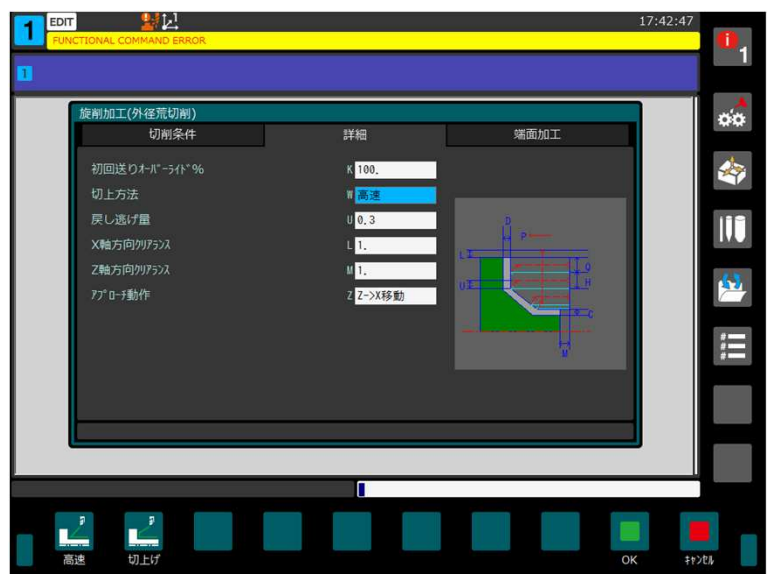 1
EDIT
17:42:47
FUNCTIONAL COMMAND ERROR
1
1
旋削加工(外径荒切削)
切削条件 詳細 端面加工
初回送りｵｰﾊﾞｰﾗｲﾄﾞ% K 100.
切上方法 W 高速
戻し逃げ量 U 0.3
X軸方向ｸﾘｱﾗﾝｽ L 1.
Z軸方向ｸﾘｱﾗﾝｽ M 1.
ｱﾌﾟﾛｰﾁ動作 Z Z->X移動
D
P
L
Q
U
H
C
M
高速 切上げ OK ｷｬﾝｾﾙ